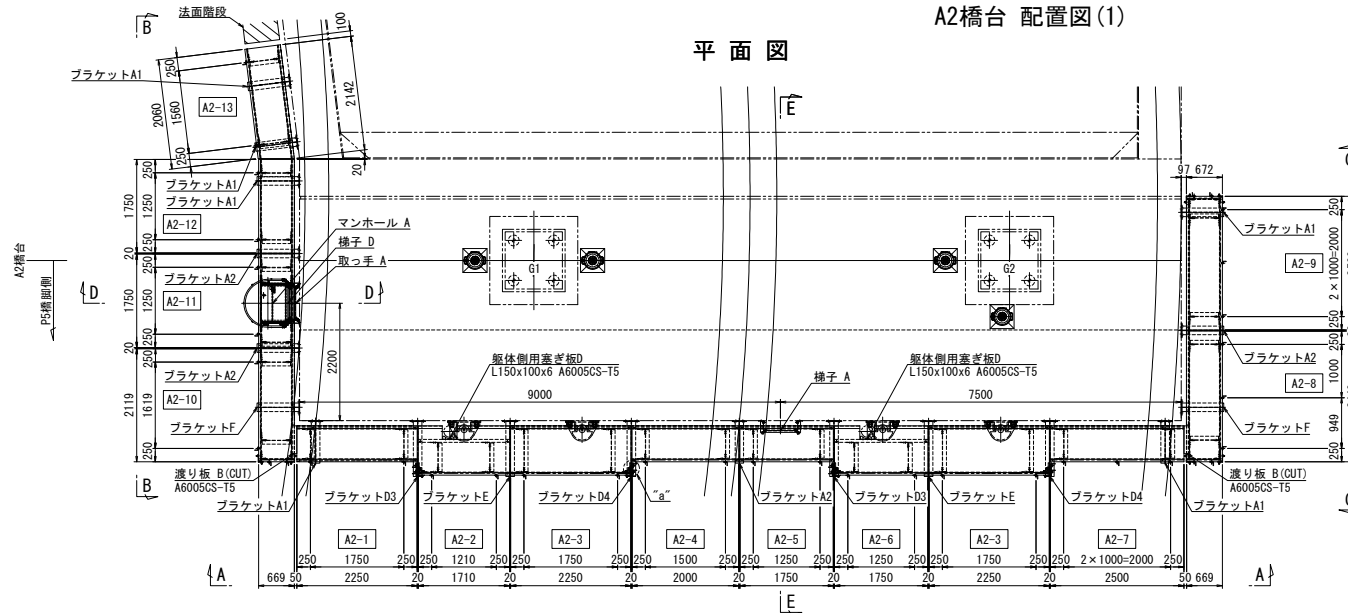 A2橋台 配置図(1)
平 面 図
法面階段
B
100
250
ブラケットA1
2142
2060
1560
A2-13
E
250
20
97 672
250
ブラケットA1
ブラケットA1
1750
1250
A2-12
マンホール A
梯子 D
取っ手 A
250
ブラケットA1
G1
G2
A2橋台
P5橋脚側
250
20
250
ブラケットA2
A2-9
2×1000=2000
D
A2-11
D
1750
1250
250
20
250
2200
250
250
ブラケットA2
ブラケットA2
躯体側用塞ぎ板D
L150x100x6 A6005CS-T5
梯子 A
躯体側用塞ぎ板D
L150x100x6 A6005CS-T5
A2-8
1000
A2-10
9000
7500
2119
1619
ブラケットF
ブラケットF
949
250
250
渡り板 B(CUT)
A6005CS-T5
渡り板 B(CUT)
A6005CS-T5
B
ブラケットA1
ブラケットD3
ブラケットE
ブラケットD4
"a"
ブラケットA2
ブラケットD3
ブラケットE
ブラケットD4
ブラケットA1
A2-1
A2-2
A2-3
A2-4
A2-5
A2-6
A2-3
A2-7
250 1750 250 250 1210 250 250 1750 250 250 1500 250 250 1250 250 250 1250 250 250 1750 250 250 2×1000=2000 250
A 669 50 2250 20 1710 20 2250 20 2000 20 1750 20 1750 20 2250 20 2500 50 669 A
E